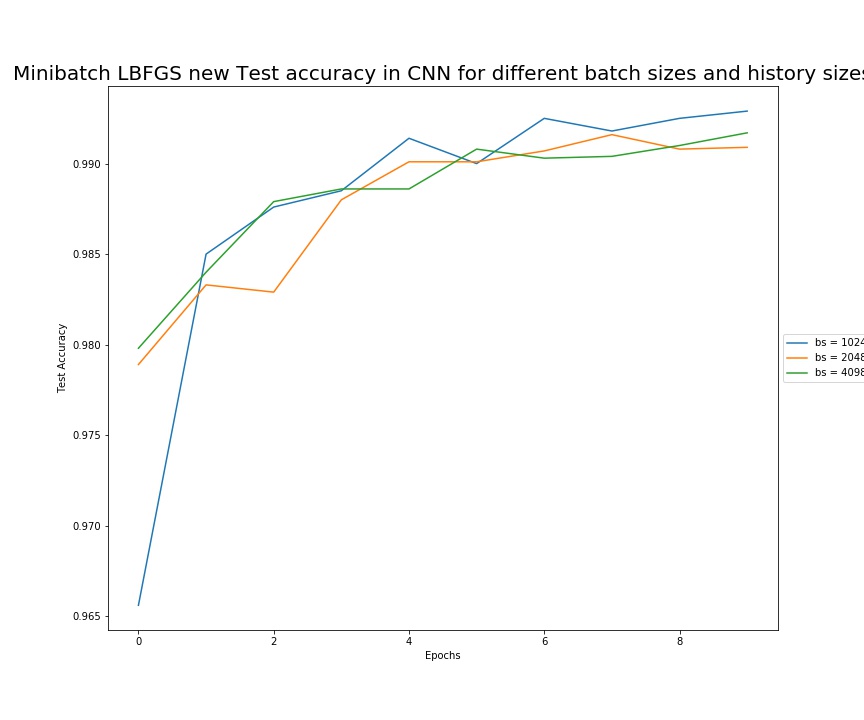 Minibatch LBFGS new Test accuracy in CNN for different batch sizes and history sizes
0.990
0.985
0.980
0.975
0.970
0.965
Test Accuracy
0 2 4 6 8
Epochs
bs = 1024
bs = 2048
bs = 4098